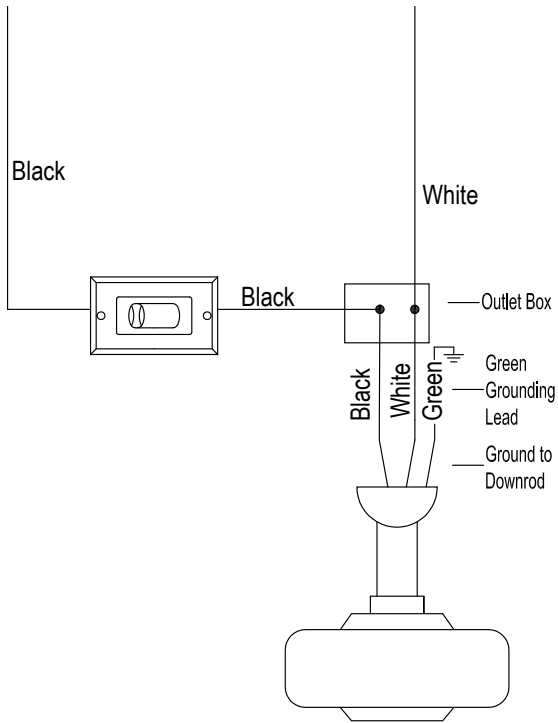 Black
White
Black
Outlet Box
Black
White
Green
Green
Grounding
Lead
Ground to
Downrod